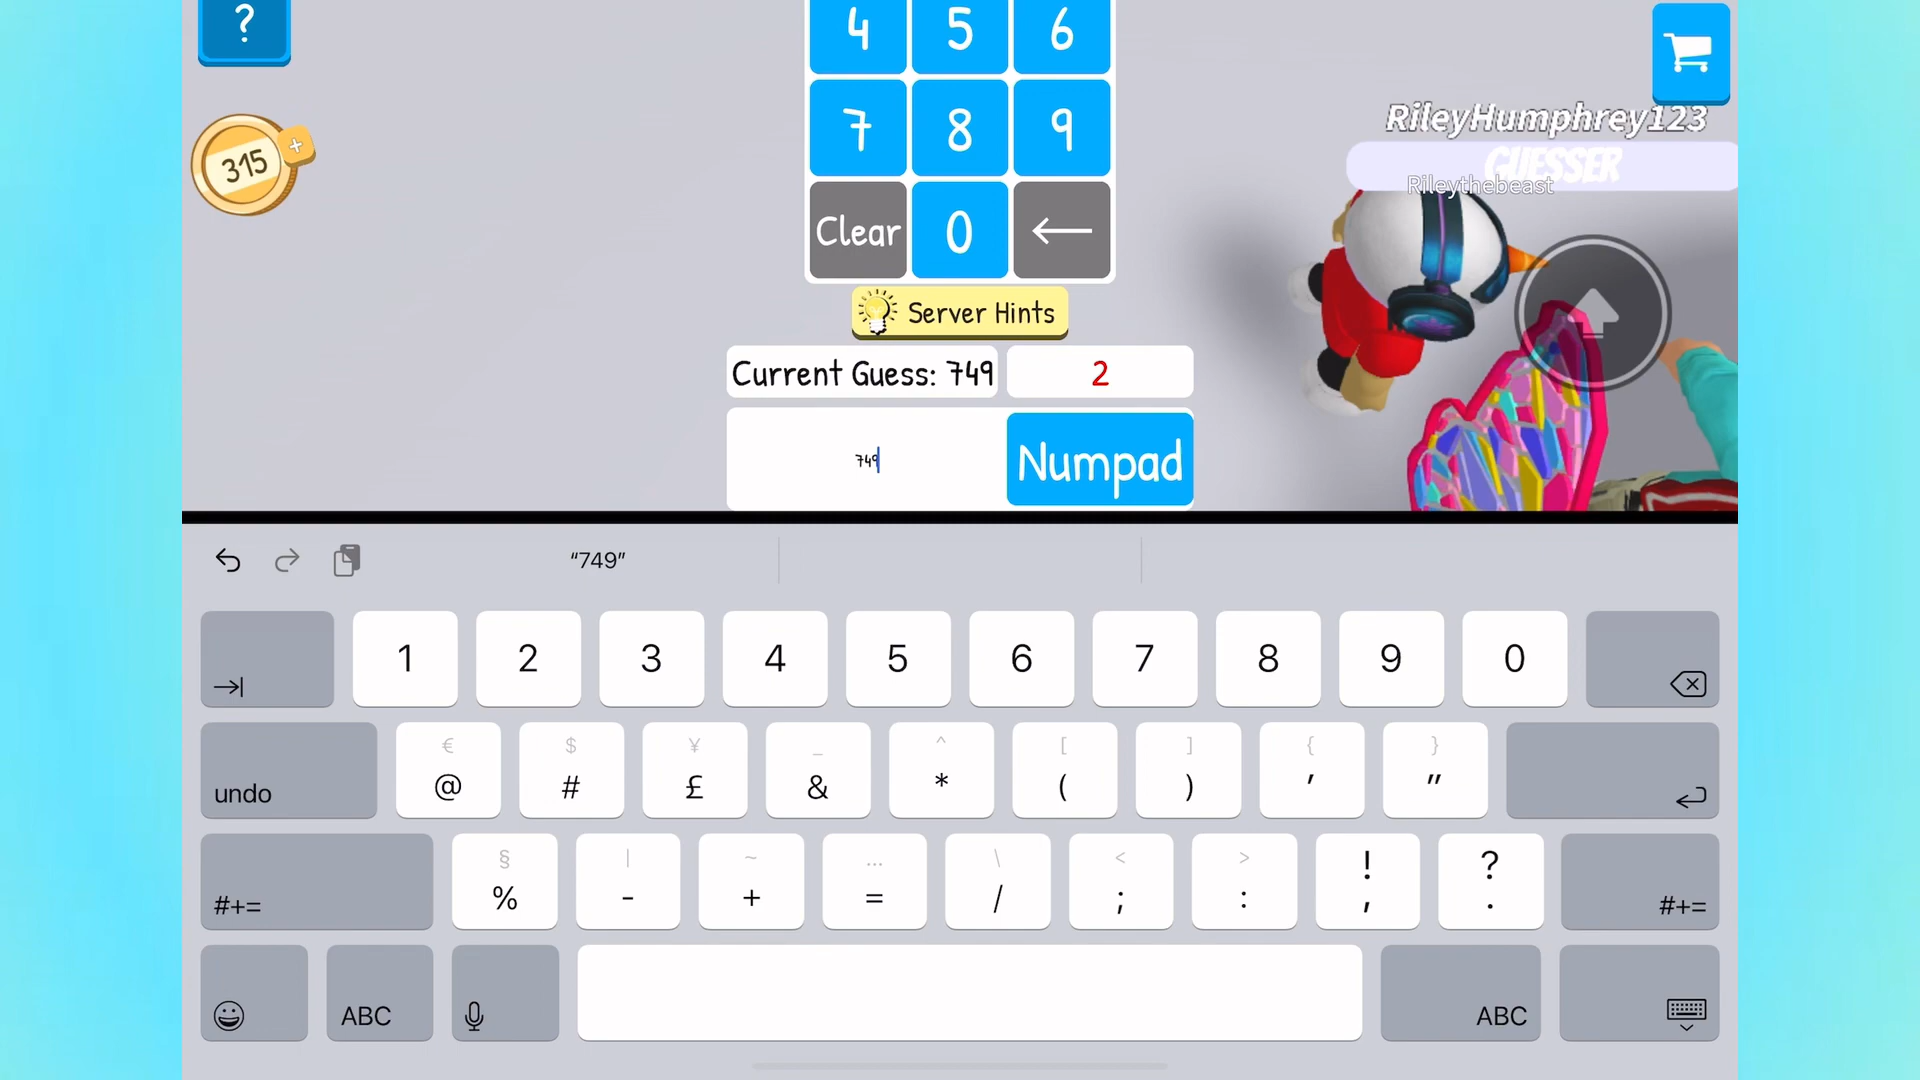 ?
4 5 6
7 8 9
Clear 0 ←
315 +
RileyHumphrey123
GUESSER
Rileythebeast
Server Hints
Current Guess: 749 2
749 Numpad
“749”
→| 1 2 3 4 5 6 7 8 9 0
€ $ ¥ _ ^ [ ] { }
undo @ # £ & * ( ) ' "
§ | ~ … \ < > ! ?
#+= % - + = / ; : , . #+=
ABC ABC